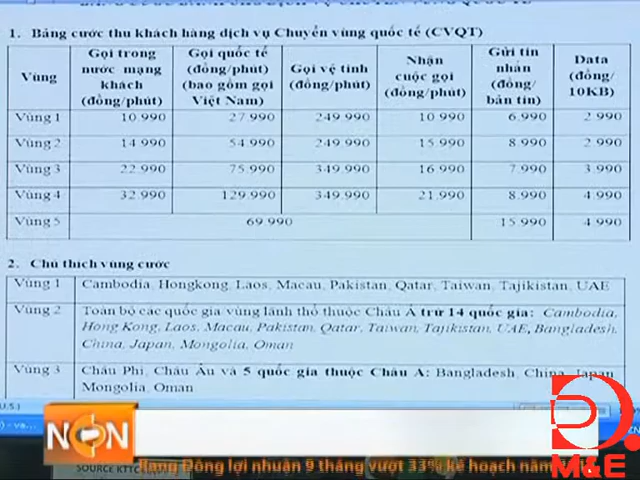 1. Bảng cước thu khách hàng dịch vụ Chuyển vùng quốc tế (CVQT)
Vùng | Gọi trong nước mạng khách (đồng/phút) | Gọi quốc tế (đồng/phút) (bao gồm gọi Việt Nam) | Gọi vệ tinh (đồng/phút) | Nhận cuộc gọi (đồng/phút) | Gửi tin nhắn (đồng/bản tin) | Data (đồng/10KB)
Vùng 1 | 10.990 | 27.990 | 249.990 | 10.990 | 6.990 | 2.990
Vùng 2 | 14.990 | 54.990 | 249.990 | 15.990 | 8.990 | 2.990
Vùng 3 | 22.990 | 75.990 | 349.990 | 16.990 | 7.990 | 3.990
Vùng 4 | 32.990 | 129.990 | 349.990 | 21.990 | 8.990 | 4.990
Vùng 5 | 69.990 | 15.990 | 4.990
2. Chú thích vùng cước
Vùng 1 | Cambodia, Hongkong, Laos, Macau, Pakistan, Qatar, Taiwan, Tajikistan, UAE
Vùng 2 | Toàn bộ các quốc gia vùng lãnh thổ thuộc Châu Á trừ 14 quốc gia: Cambodia,
Hong Kong, Laos, Macau, Pakistan, Qatar, Taiwan, Tajikistan, UAE, Bangladesh,
China, Japan, Mongolia, Oman
Vùng 3 | Châu Phi, Châu Âu và 5 quốc gia thuộc Châu Á: Bangladesh, China, Japan,
Mongolia, Oman
NON
M&E
SOURCE KTTC
Đông lợi nhuận 9 tháng vượt 33% kế hoạch năm